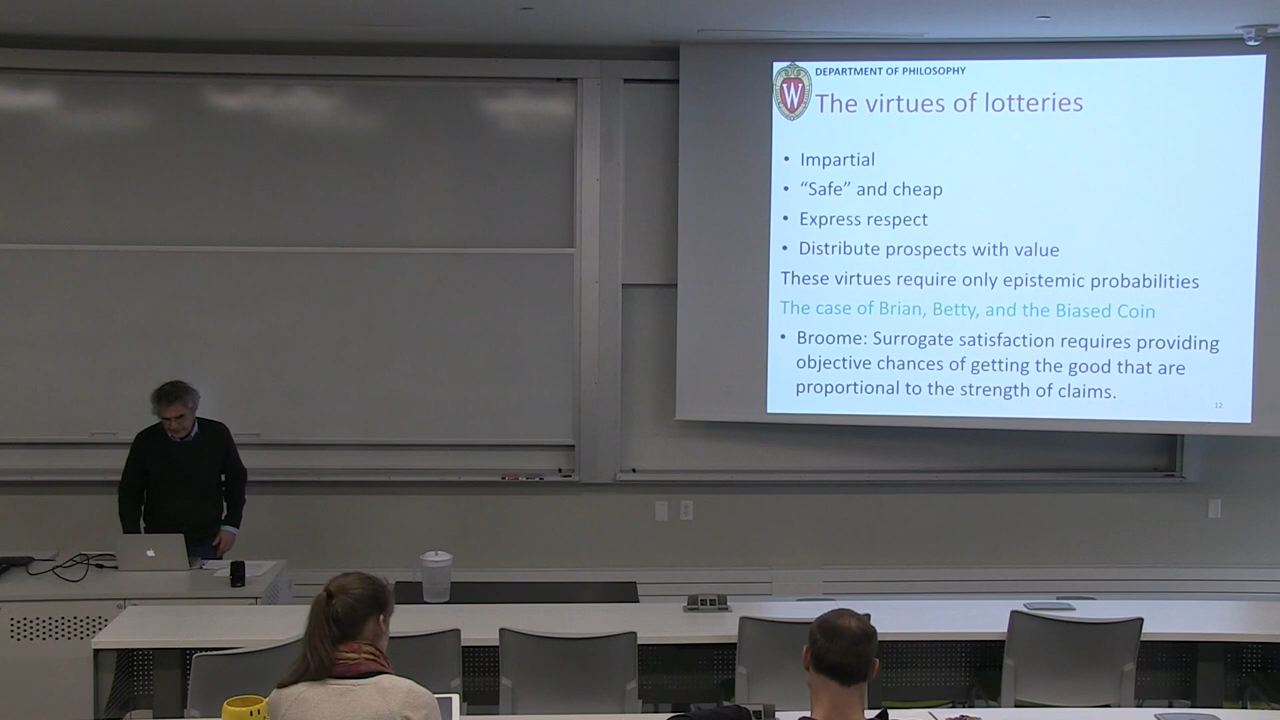 DEPARTMENT OF PHILOSOPHY
W
The virtues of lotteries
• Impartial
• “Safe” and cheap
• Express respect
• Distribute prospects with value
These virtues require only epistemic probabilities
The case of Brian, Betty, and the Biased Coin
• Broome: Surrogate satisfaction requires providing
objective chances of getting the good that are
proportional to the strength of claims.
12